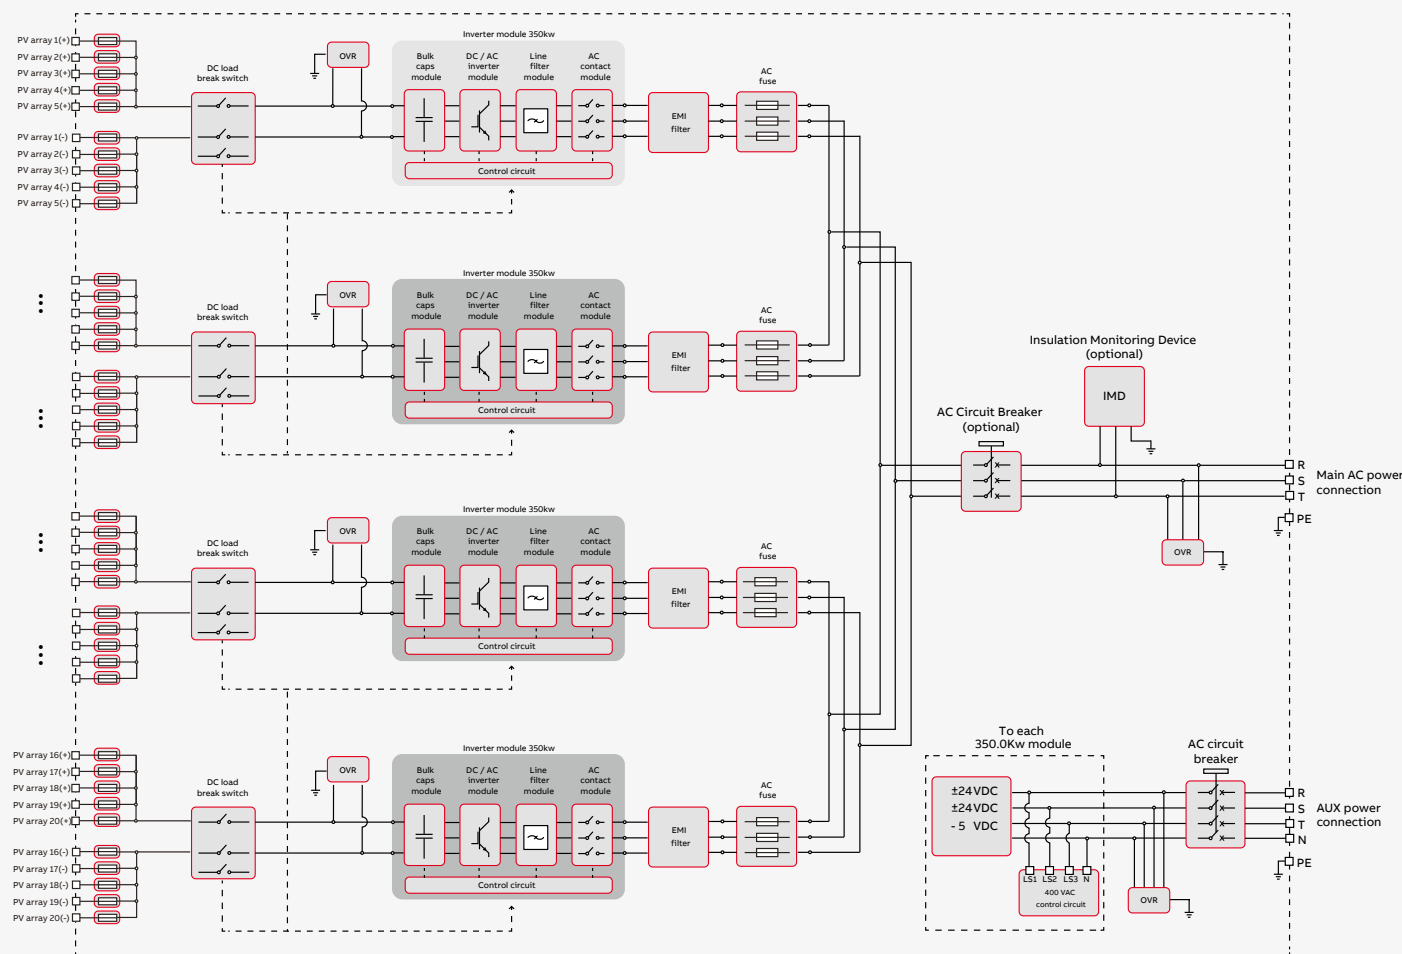 Inverter module 350kw
PV array 1(+)
PV array 2(+)
PV array 3(+)
PV array 4(+)
PV array 5(+)
PV array 1(-)
PV array 2(-)
PV array 3(-)
PV array 4(-)
PV array 5(-)
DC load
break switch
OVR
Bulk
caps
module
DC / AC
inverter
module
Line
filter
module
AC
contact
module
Control circuit
EMI
filter
AC
fuse
Inverter module 350kw
DC load
break switch
OVR
Bulk
caps
module
DC / AC
inverter
module
Line
filter
module
AC
contact
module
Control circuit
EMI
filter
AC
fuse
Insulation Monitoring Device
(optional)
IMD
AC Circuit Breaker
(optional)
R
S
T
PE
Main AC power
connection
OVR
Inverter module 350kw
DC load
break switch
OVR
Bulk
caps
module
DC / AC
inverter
module
Line
filter
module
AC
contact
module
Control circuit
EMI
filter
AC
fuse
Inverter module 350kw
PV array 16(+)
PV array 17(+)
PV array 18(+)
PV array 19(+)
PV array 20(+)
PV array 16(-)
PV array 17(-)
PV array 18(-)
PV array 19(-)
PV array 20(-)
DC load
break switch
OVR
Bulk
caps
module
DC / AC
inverter
module
Line
filter
module
AC
contact
module
Control circuit
EMI
filter
AC
fuse
To each
350.0Kw module
±24VDC
±24VDC
- 5 VDC
LS1 LS2 LS3 N
400 VAC
control circuit
OVR
AC circuit
breaker
R
S
T
N
PE
AUX power
connection